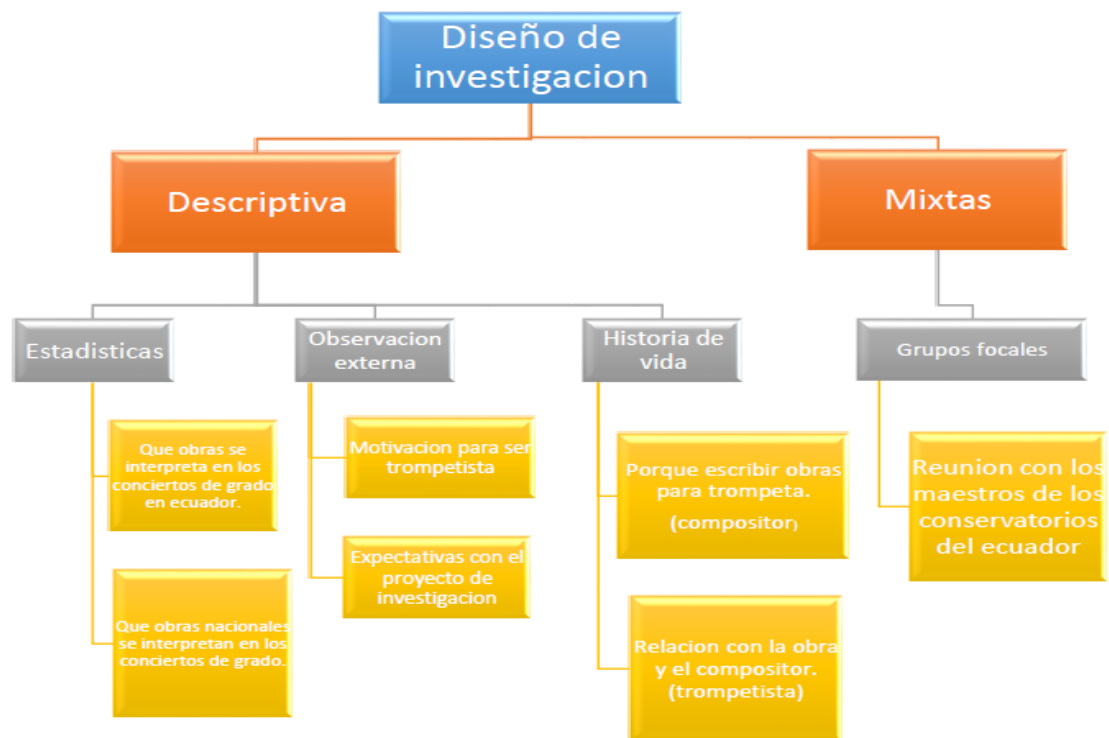 Diseño de
investigacion
Descriptiva
Mixtas
Estadisticas
Observacion
externa
Historia de
vida
Grupos focales
Que obras se
interpreta en los
conciertos de grado
en ecuador.
Motivacion para ser
trompetista
Porque escribir obras
para trompeta.
(compositor)
Reunion con los
maestros de los
conservatorios
del ecuador
Expectativas con el
proyecto de
investigacion
Que obras nacionales
se interpretan en los
conciertos de grado.
Relacion con la obra
y el compositor.
(trompetista)